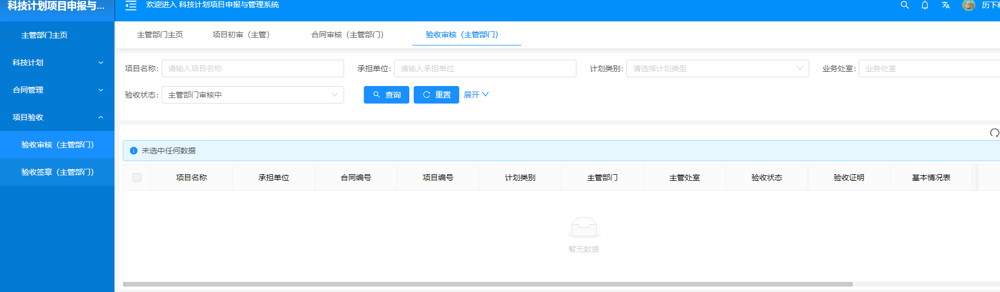 科技计划项目申报与...
欢迎进入 科技计划项目申报与管理系统
历下
主管部门主页
科技计划
合同管理
项目验收
验收审核（主管部门）
验收签章（主管部门）
主管部门主页 项目初审（主管） 合同审核（主管部门） 验收审核（主管部门）
项目名称: 请输入项目名称 承担单位: 请输入承担单位 计划类别: 请选择计划类型 业务处室: 业务处室
验收状态: 主管部门审核中 查询 重置 展开
未选中任何数据
项目名称 承担单位 合同编号 项目编号 计划类别 主管部门 主管处室 验收状态 验收证明 基本情况表
暂无数据